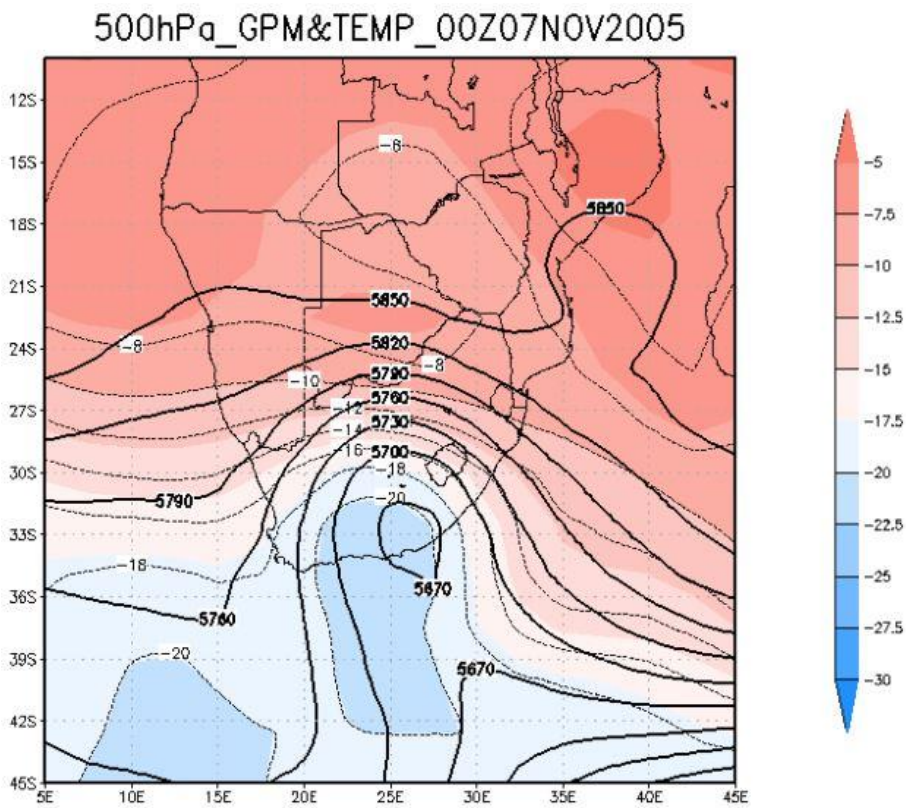 500hPa_GPM&TEMP_00Z07NOV2005
12S
15S
18S
21S
24S
27S
30S
33S
36S
39S
42S
45S
5E
10E
15E
20E
25E
30E
35E
40E
45E
-6
5850
5850
5820
-8
-8
5790
-10
5760
-12
5730
-14
-16
5700
-18
5790
-20
-18
5670
5760
-20
5670
-5
-7.5
-10
-12.5
-15
-17.5
-20
-22.5
-25
-27.5
-30